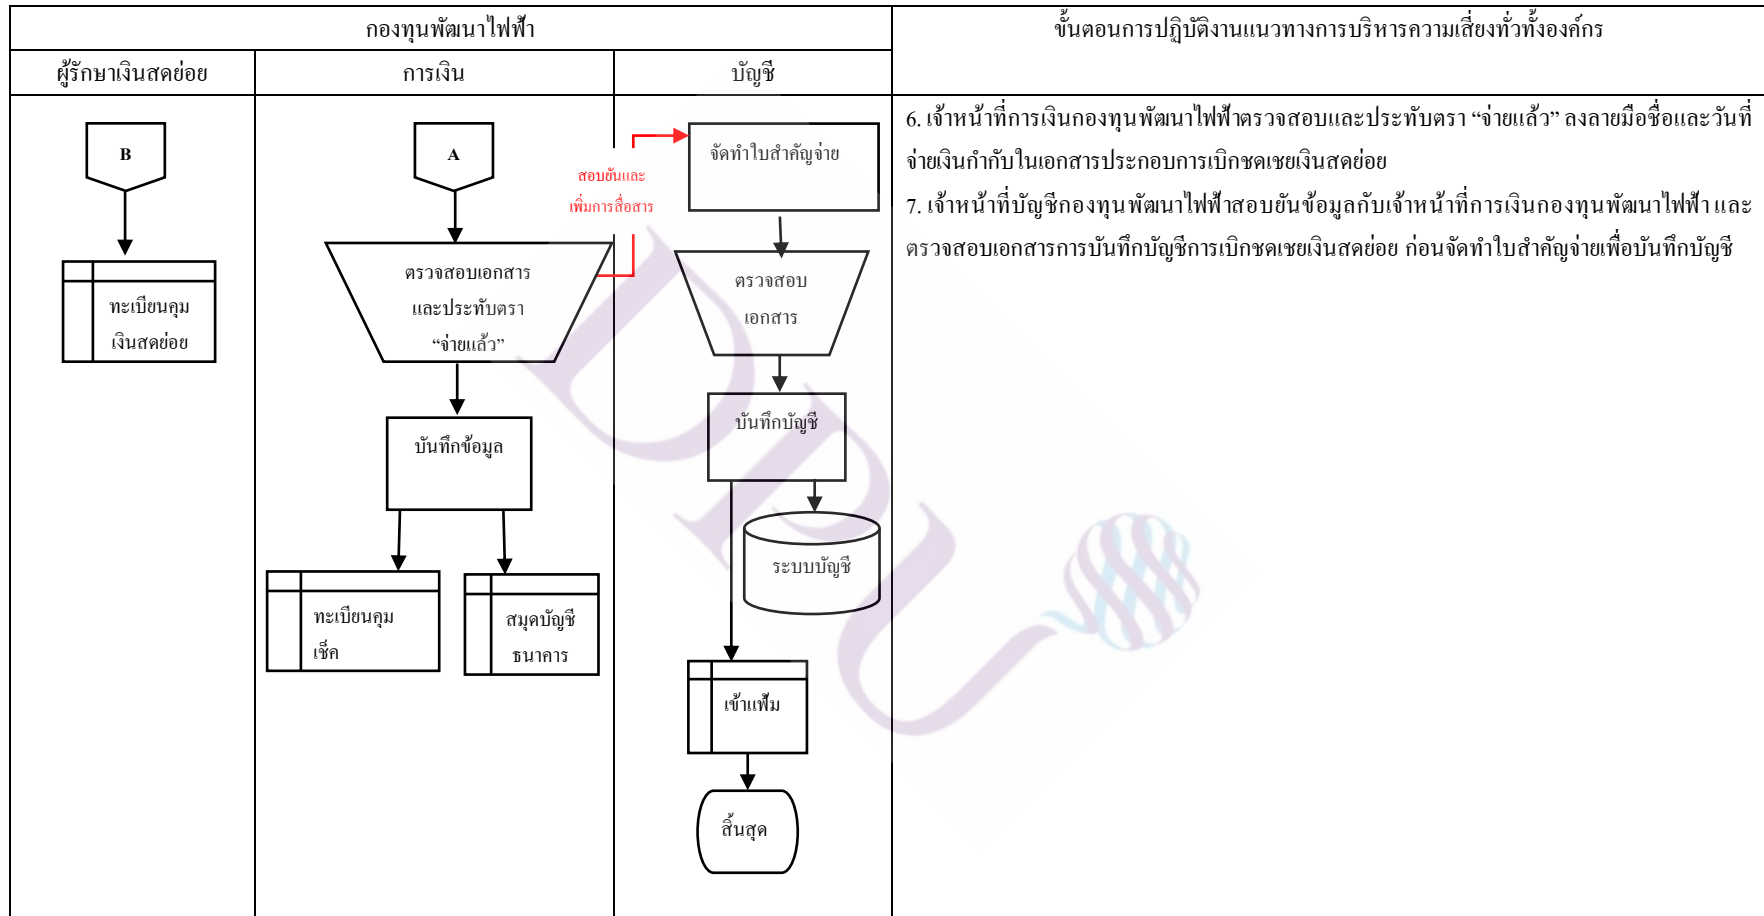 กองทุนพัฒนาไฟฟ้า
ขั้นตอนการปฏิบัติงานแนวทางการบริหารความเสี่ยงทั่วทั้งองค์กร
ผู้รักษาเงินสดย่อย
การเงิน
บัญชี
B
ทะเบียนคุม
เงินสดย่อย
A
ตรวจสอบเอกสาร
และประทับตรา
“จ่ายแล้ว”
บันทึกข้อมูล
ทะเบียนคุม
เช็ค
สมุดบัญชี
ธนาคาร
สอบยันและ
เพิ่มการสื่อสาร
จัดทำใบสำคัญจ่าย
ตรวจสอบ
เอกสาร
บันทึกบัญชี
ระบบบัญชี
เข้าแฟ้ม
สิ้นสุด
6. เจ้าหน้าที่การเงินกองทุนพัฒนาไฟฟ้าตรวจสอบและประทับตรา “จ่ายแล้ว” ลงลายมือชื่อและวันที่
จ่ายเงินกำกับในเอกสารประกอบการเบิกชดเชยเงินสดย่อย
7. เจ้าหน้าที่บัญชีกองทุนพัฒนาไฟฟ้าสอบยันข้อมูลกับเจ้าหน้าที่การเงินกองทุนพัฒนาไฟฟ้า และ
ตรวจสอบเอกสารการบันทึกบัญชีการเบิกชดเชยเงินสดย่อย ก่อนจัดทำใบสำคัญจ่ายเพื่อบันทึกบัญชี
DPU